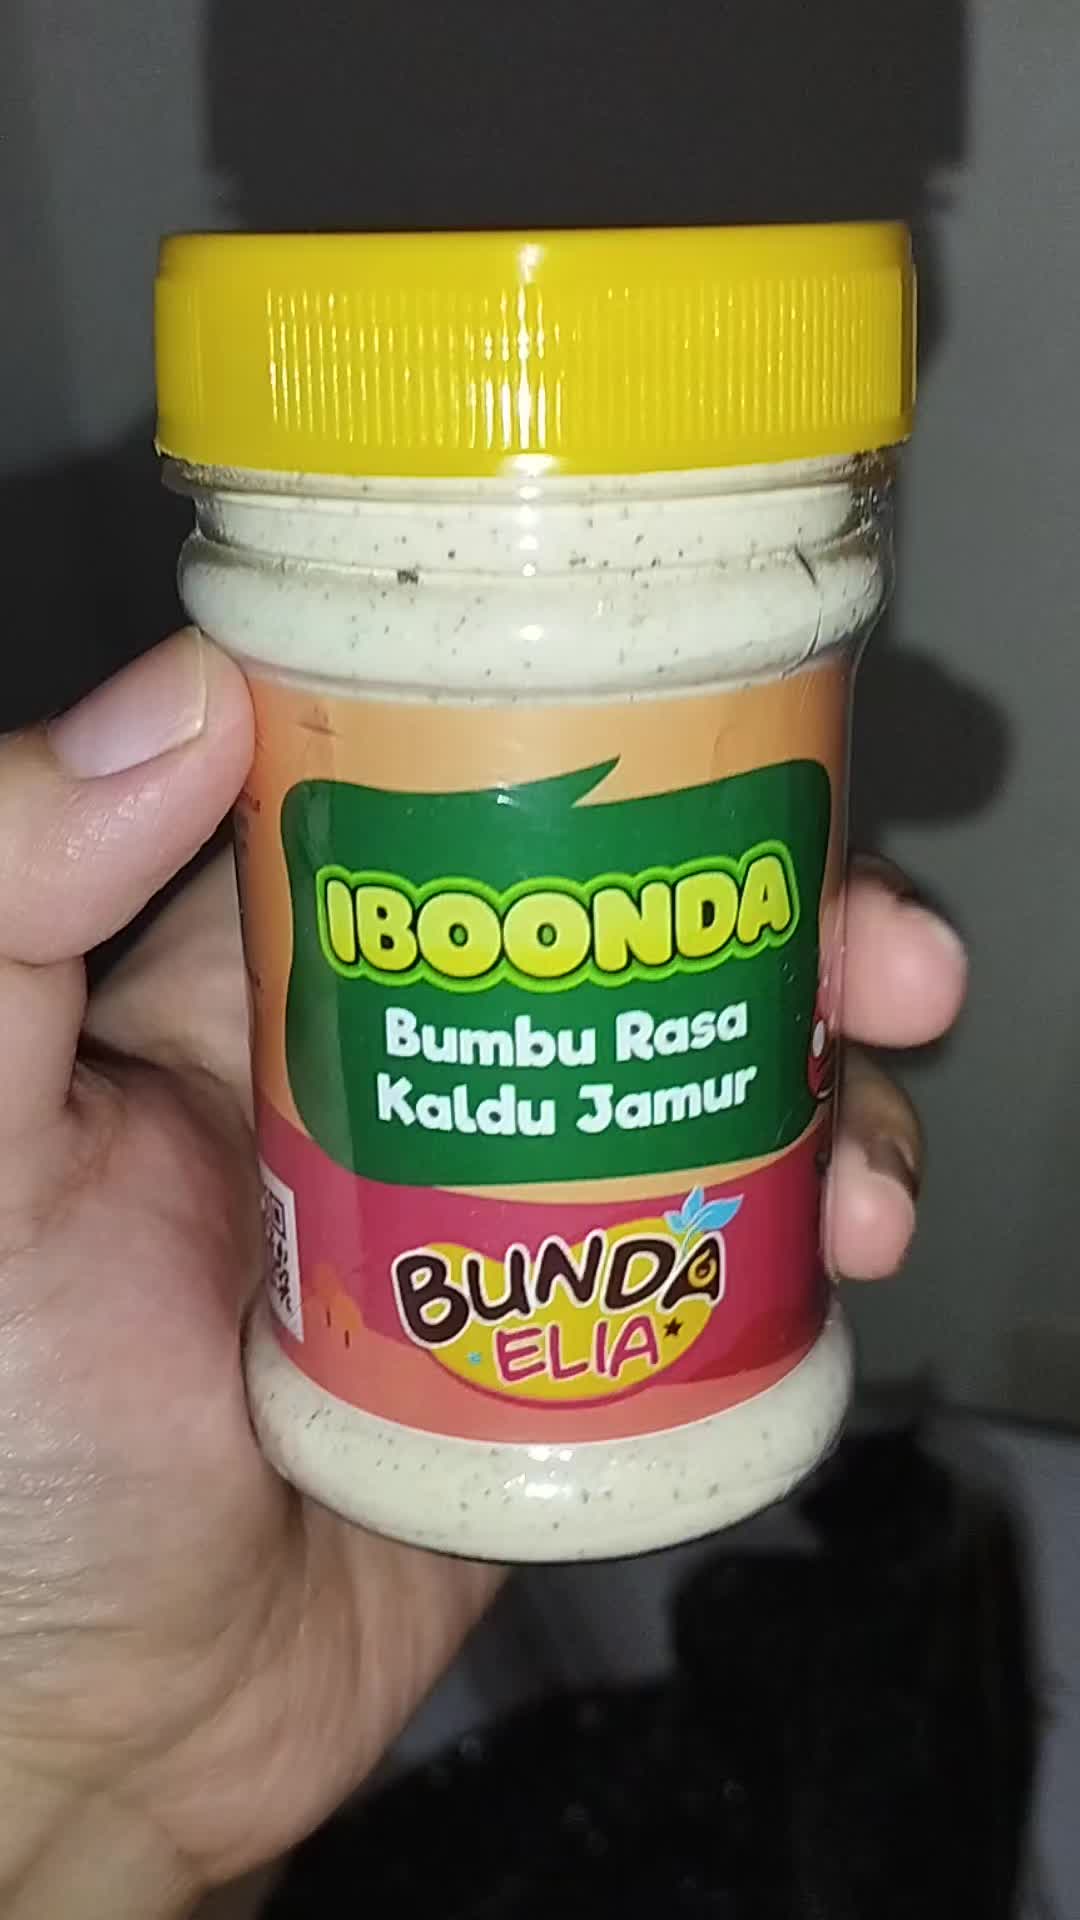 IBOONDA
Bumbu Rasa
Kaldu Jamur
BUNDA
ELIA